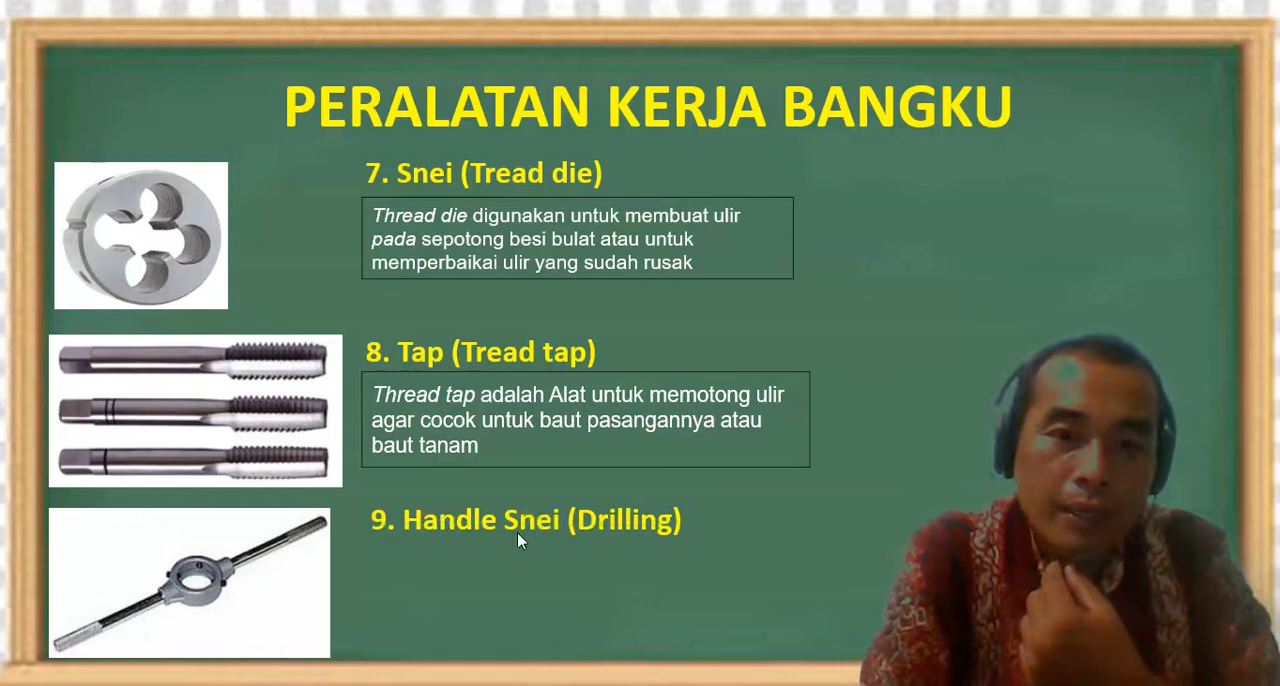 PERALATAN KERJA BANGKU
7. Snei (Tread die)
Thread die digunakan untuk membuat ulir
pada sepotong besi bulat atau untuk
memperbaikai ulir yang sudah rusak
8. Tap (Tread tap)
Thread tap adalah Alat untuk memotong ulir
agar cocok untuk baut pasangannya atau
baut tanam
9. Handle Snei (Drilling)